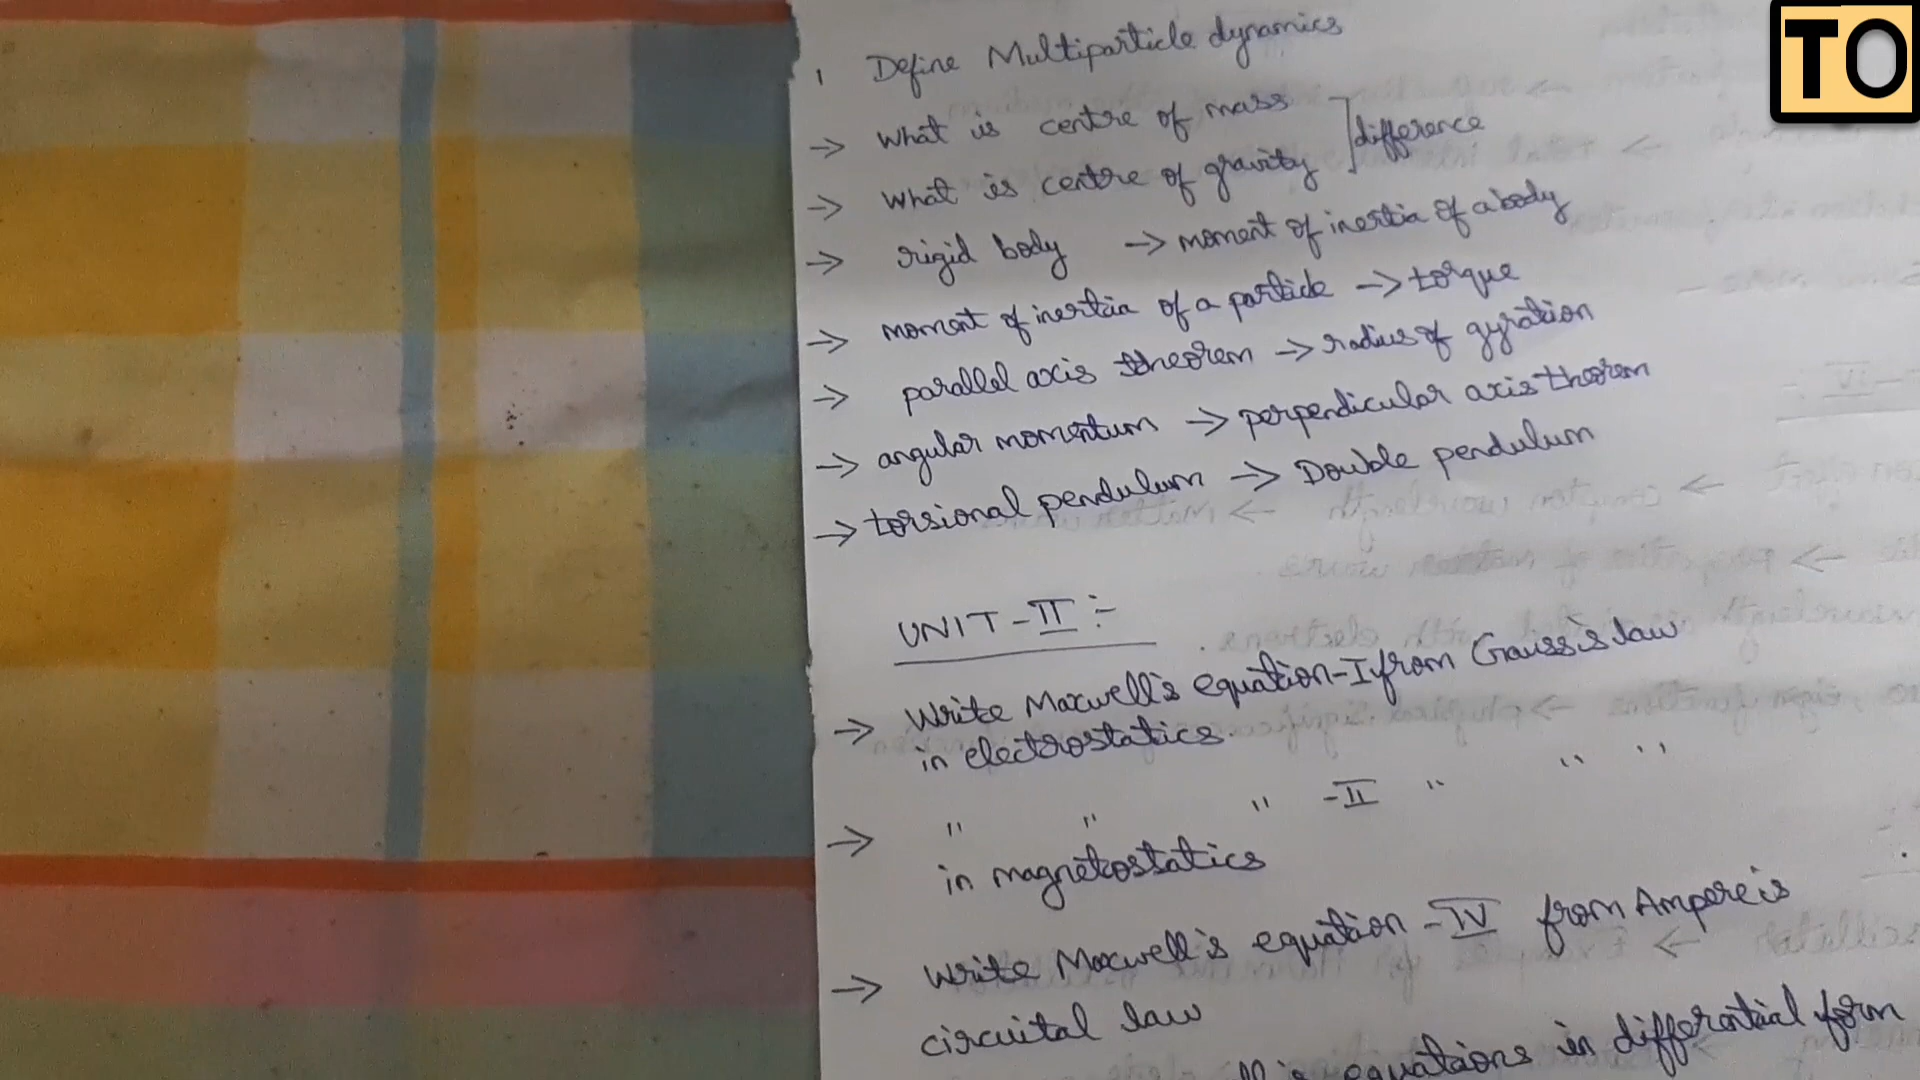 TO
1 Define Multiparticle dynamics
→ what is centre of mass
→ what is centre of gravity ] difference
→ rigid body → moment of inertia of a body
→ moment of inertia of a particle → torque
→ parallel axis theorem → radius of gyration
→ angular momentum → perpendicular axis theorem
→ torsional pendulum → Double pendulum
UNIT-II :-
→ Write Maxwell's equation-I from Gauss's law
in electrostatics.
→ " " " -II " " "
in magnetostatics
→ Write Maxwell's equation -IV from Ampere's
circuital law
equations in differential form